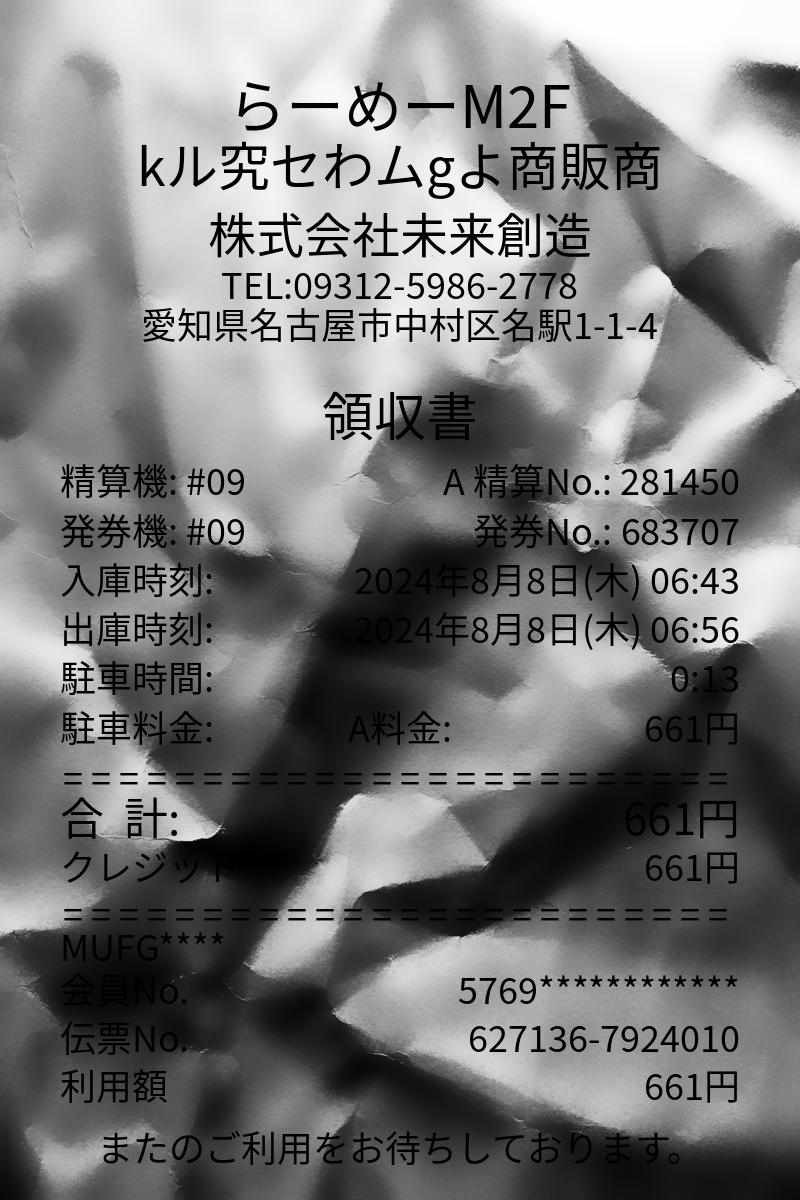 らーめーM2F
kル究セわムgよ商販商
株式会社未来創造
TEL:09312-5986-2778
愛知県名古屋市中村区名駅1-1-4
領収書
精算機: #09 A 精算No.: 281450
発券機: #09 発券No.: 683707
入庫時刻: 2024年8月8日(木) 06:43
出庫時刻: 2024年8月8日(木) 06:56
駐車時間: 0:13
駐車料金: A料金: 661円
========================
合 計: 661円
クレジット 661円
========================
MUFG****
会員No. 5769************
伝票No. 627136-7924010
利用額 661円
またのご利用をお待ちしております。